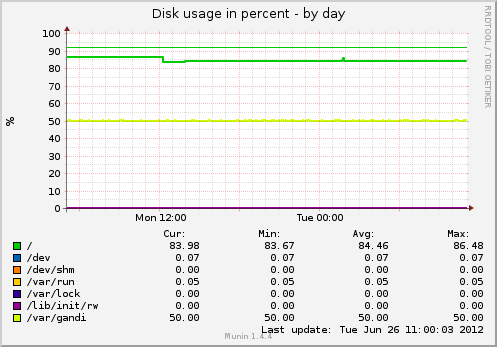 Disk usage in percent - by day
RRDTOOL / TOBI OETIKER
%
100
90
80
70
60
50
40
30
20
10
0
Mon 12:00 Tue 00:00
Cur: Min: Avg: Max:
/ 83.98 83.67 84.46 86.48
/dev 0.07 0.07 0.07 0.07
/dev/shm 0.00 0.00 0.00 0.00
/var/run 0.05 0.05 0.05 0.05
/var/lock 0.00 0.00 0.00 0.00
/lib/init/rw 0.00 0.00 0.00 0.00
/var/gandi 50.00 50.00 50.00 50.00
Last update: Tue Jun 26 11:00:03 2012
Munin 1.4.4